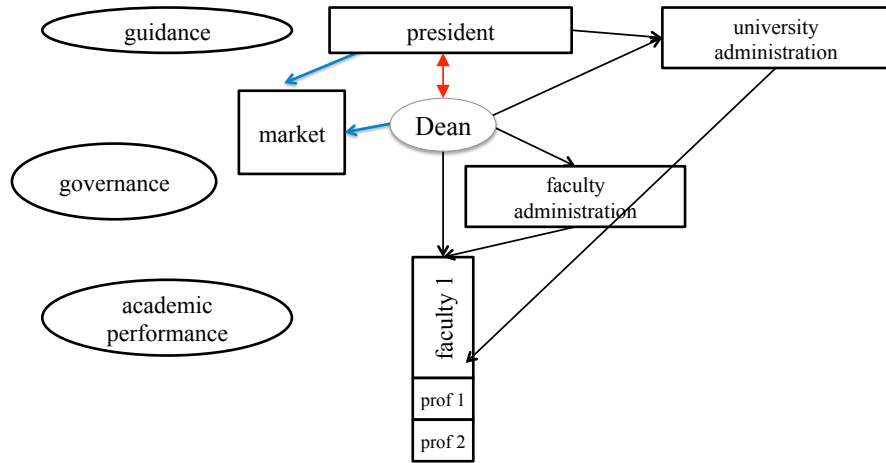 guidance
president
university
administration
market
Dean
governance
faculty
administration
academic
performance
faculty 1
prof 1
prof 2